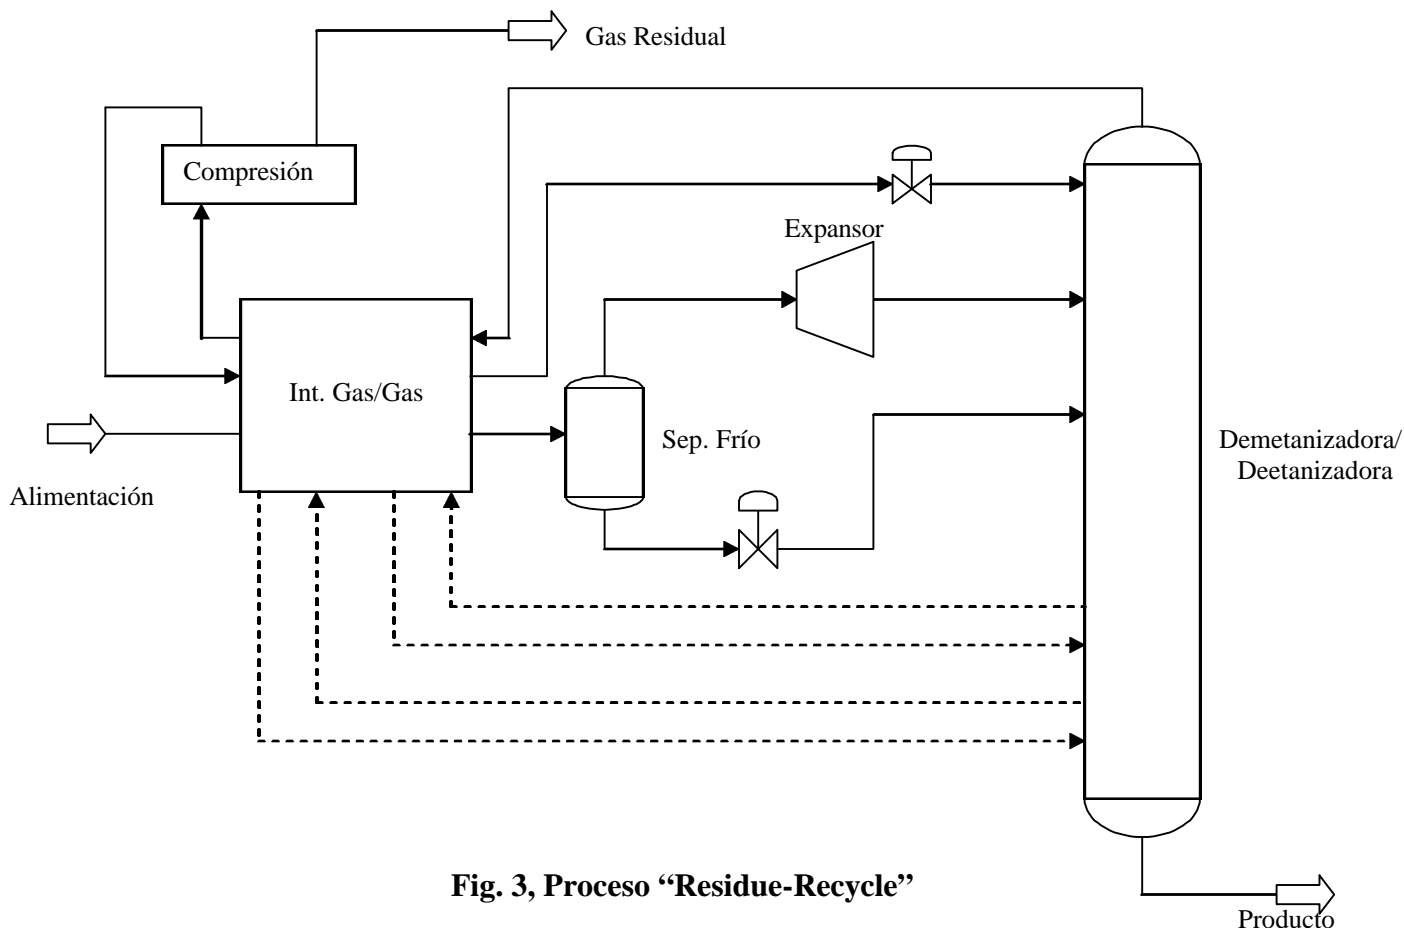 Gas Residual
Compresión
Expansor
Int. Gas/Gas
Sep. Frío
Demetanizadora/
Deetanizadora
Alimentación
Fig. 3, Proceso “Residue-Recycle”
Producto